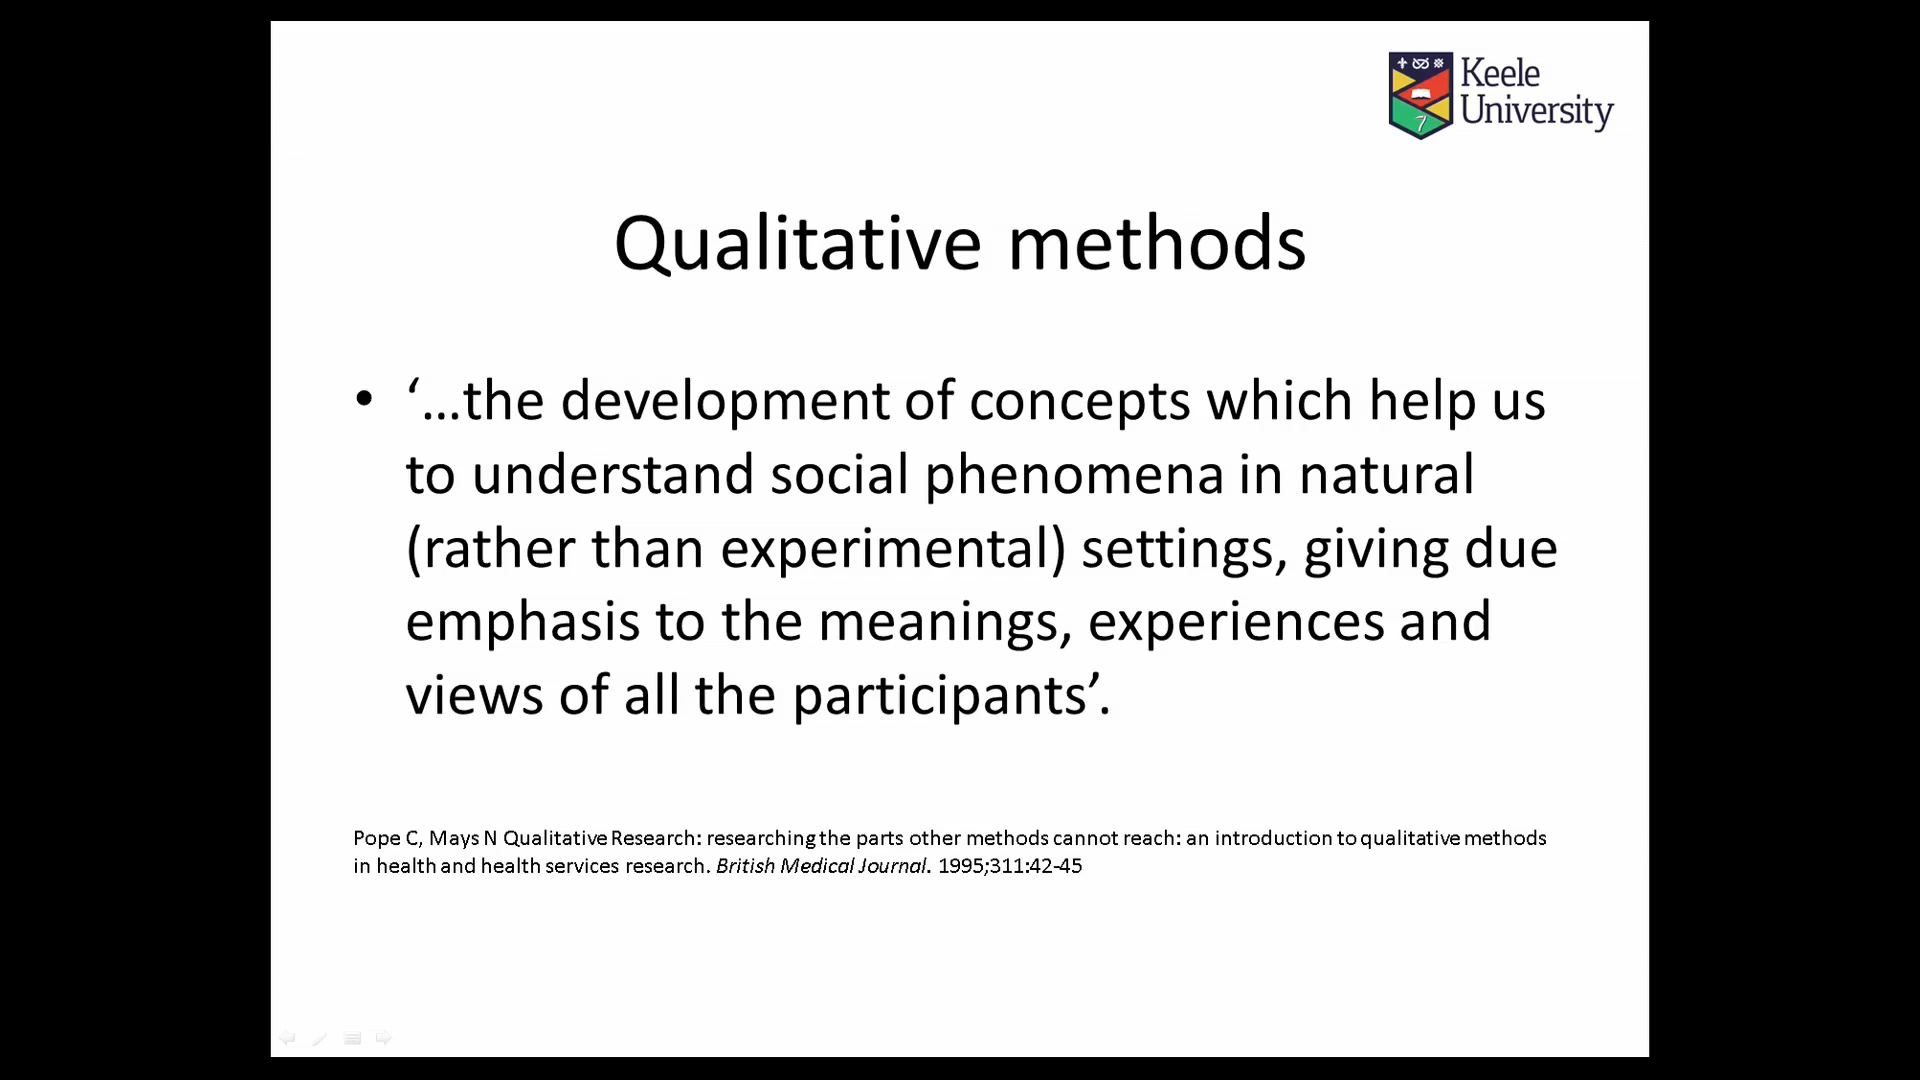 Keele
University
Qualitative methods
• ‘…the development of concepts which help us
to understand social phenomena in natural
(rather than experimental) settings, giving due
emphasis to the meanings, experiences and
views of all the participants’.
Pope C, Mays N Qualitative Research: researching the parts other methods cannot reach: an introduction to qualitative methods
in health and health services research. British Medical Journal. 1995;311:42-45